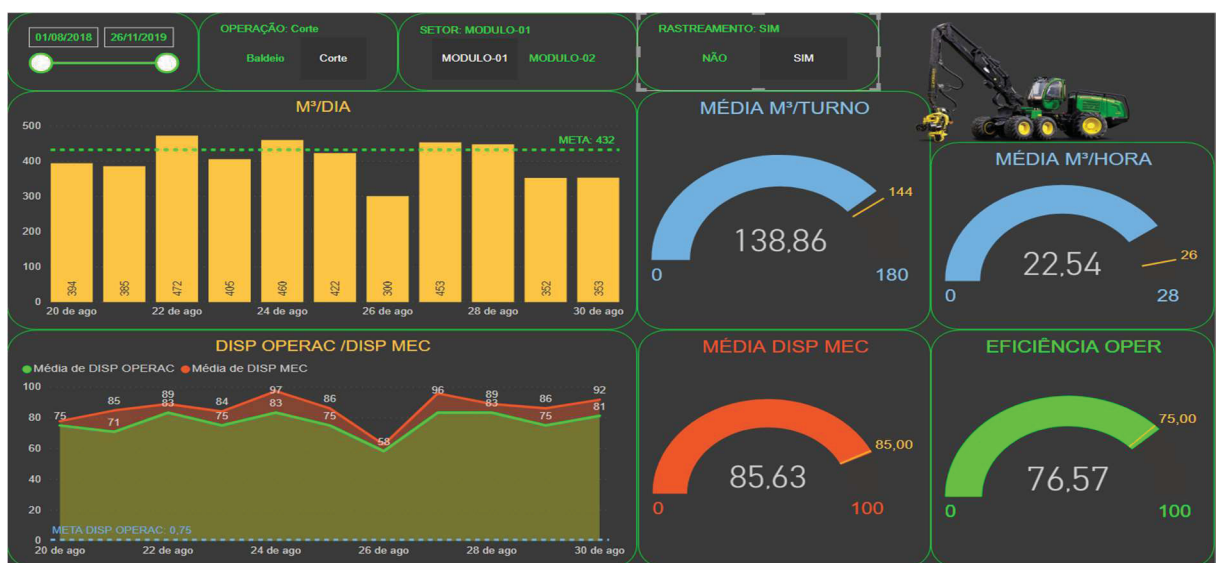 01/08/2018 26/11/2019
OPERAÇÃO: Corte
Baldeio Corte
SETOR: MODULO-01
MODULO-01 MODULO-02
RASTREAMENTO: SIM
NÃO SIM
M³/DIA
500
400
300
200
100
0
META: 432
394 385 472 405 460 422 300 453 352 353
20 de ago 22 de ago 24 de ago 26 de ago 28 de ago 30 de ago
MÉDIA M³/TURNO
144
138,86
0 180
MÉDIA M³/HORA
26
22,54
0 28
DISP OPERAC /DISP MEC
Média de DISP OPERAC Média de DISP MEC
100
80
60
40
20
0
75 85 89 84 97 86 58 96 89 86 92
71 83 75 83 75 83 75 81
META DISP OPERAC: 0,75
20 de ago 22 de ago 24 de ago 26 de ago 28 de ago 30 de ago
MÉDIA DISP MEC
85,00
85,63
0 100
EFICIÊNCIA OPER
75,00
76,57
0 100